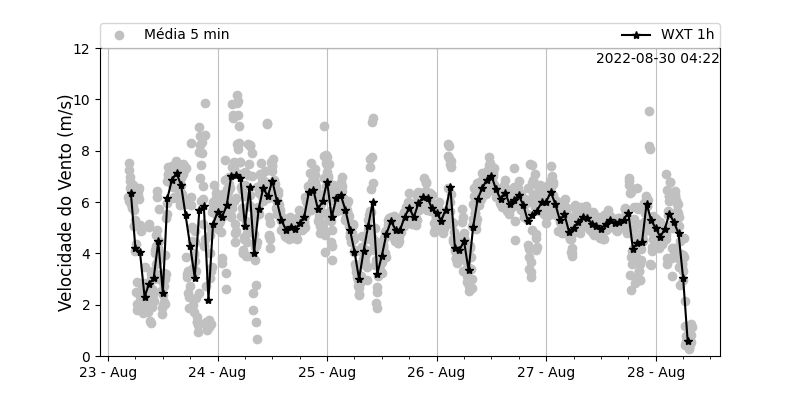 Média 5 min
WXT 1h
2022-08-30 04:22
Velocidade do Vento (m/s)
12
10
8
6
4
2
0
23 - Aug
24 - Aug
25 - Aug
26 - Aug
27 - Aug
28 - Aug